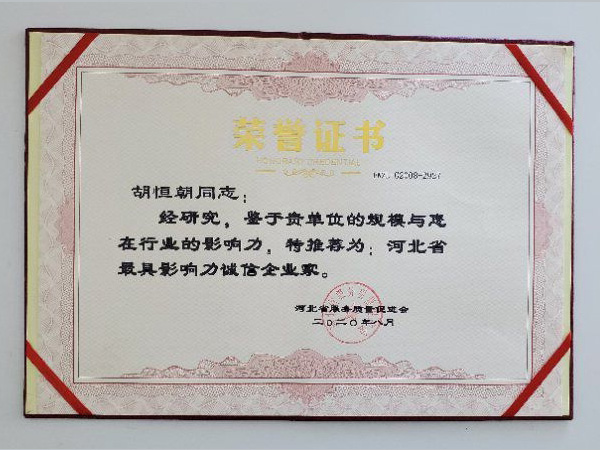 荣誉证书
HONORARY CREDENTIAL
胡恒朝同志：
经研究，鉴于贵单位的规模与您
在行业的影响力，特推荐为：河北省
最具影响力诚信企业家。
河北省服务质量促进会
二〇二〇年八月